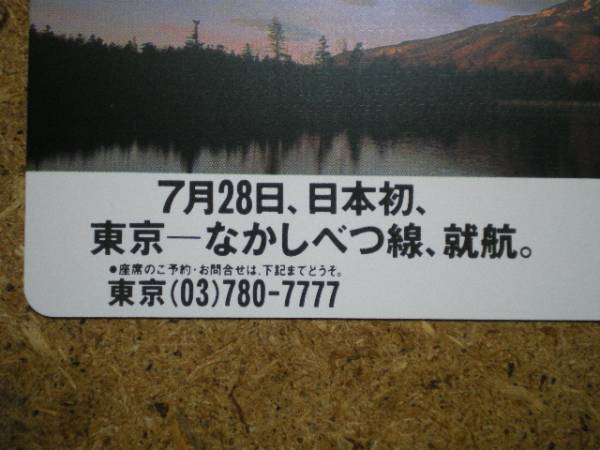 7月28日、日本初、
東京―なかしべつ線、就航。
●座席のご予約・お問合せは、下記までどうぞ。
東京(03)780-7777